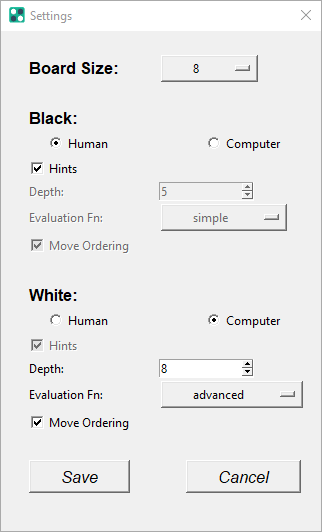 Settings
Board Size: 8
Black:
Human Computer
Hints
Depth: 5
Evaluation Fn: simple
Move Ordering
White:
Human Computer
Hints
Depth: 8
Evaluation Fn: advanced
Move Ordering
Save Cancel